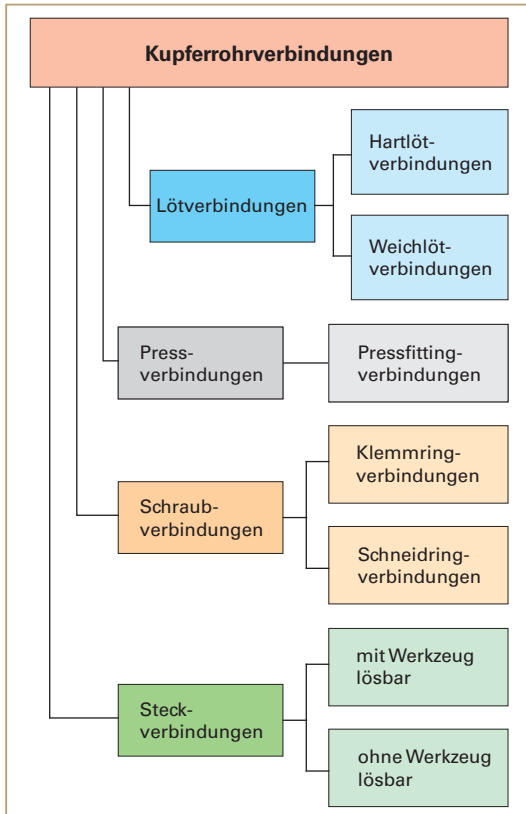 Kupferrohrverbindungen
Lötverbindungen
Hartlöt-
verbindungen
Weichlöt-
verbindungen
Press-
verbindungen
Pressfitting-
verbindungen
Schraub-
verbindungen
Klemmring-
verbindungen
Schneidring-
verbindungen
Steck-
verbindungen
mit Werkzeug
lösbar
ohne Werkzeug
lösbar